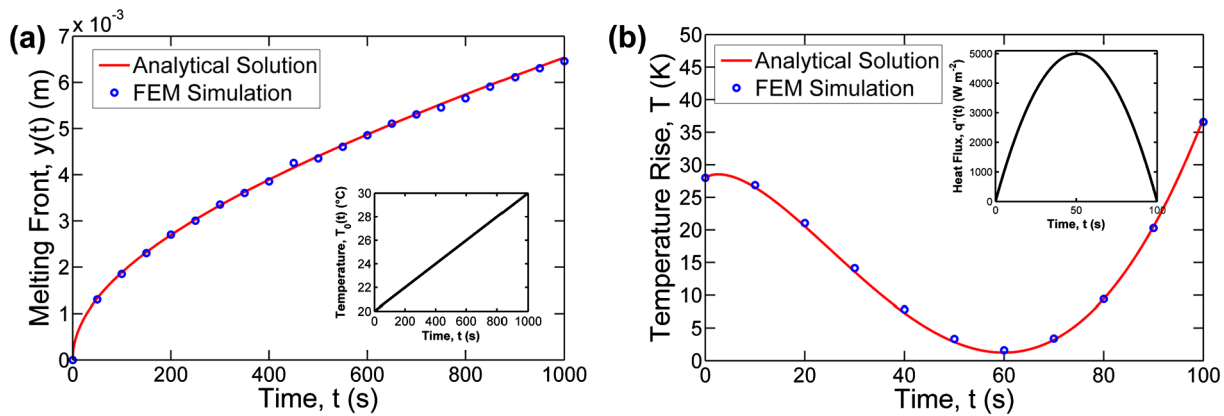 (a)
× 10⁻³
7
6
5
4
3
2
1
0
Melting Front, y(t) (m)
Analytical Solution
FEM Simulation
0 200 400 600 800 1000
Time, t (s)
30
28
26
24
22
20
Temperature, T₀(t) (°C)
0 200 400 600 800 1000
Time, t (s)
(b)
50
45
40
35
30
25
20
15
10
5
0
Temperature Rise, T (K)
Analytical Solution
FEM Simulation
0 20 40 60 80 100
Time, t (s)
5000
4000
3000
2000
1000
0
Heat Flux, q"(t) (W m⁻²)
0 50 100
Time, t (s)